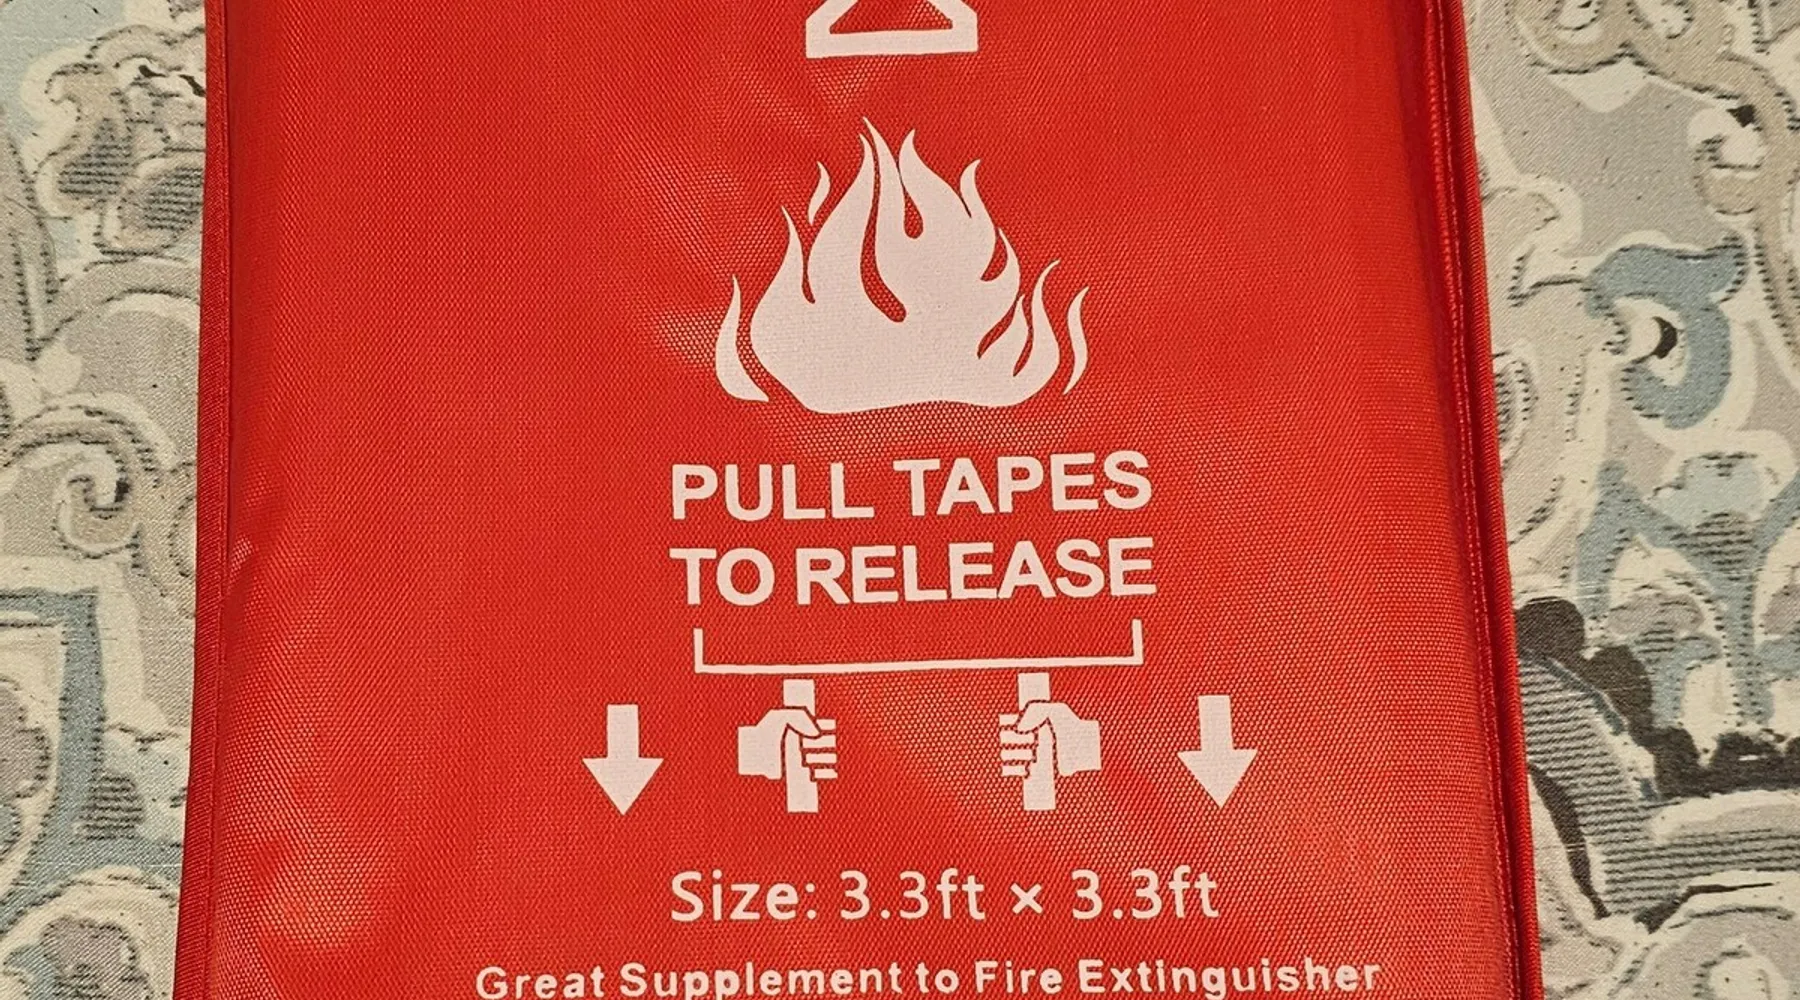 PULL TAPES
TO RELEASE
Size: 3.3ft × 3.3ft
Great Supplement to Fire Extinguisher